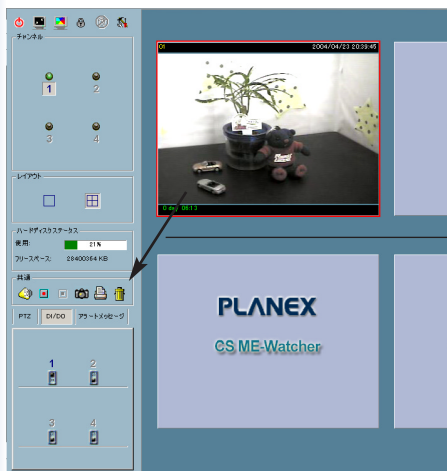 チャンネル
1 2
3 4
レイアウト
ハードディスクステータス
使用: 21%
フリースペース: 28400364 KB
共通
PTZ DI/DO アラートメッセージ
1 2
3 4
01 2004/04/23 20:39:45
0 day 06:13
PLANEX
CS ME-Watcher